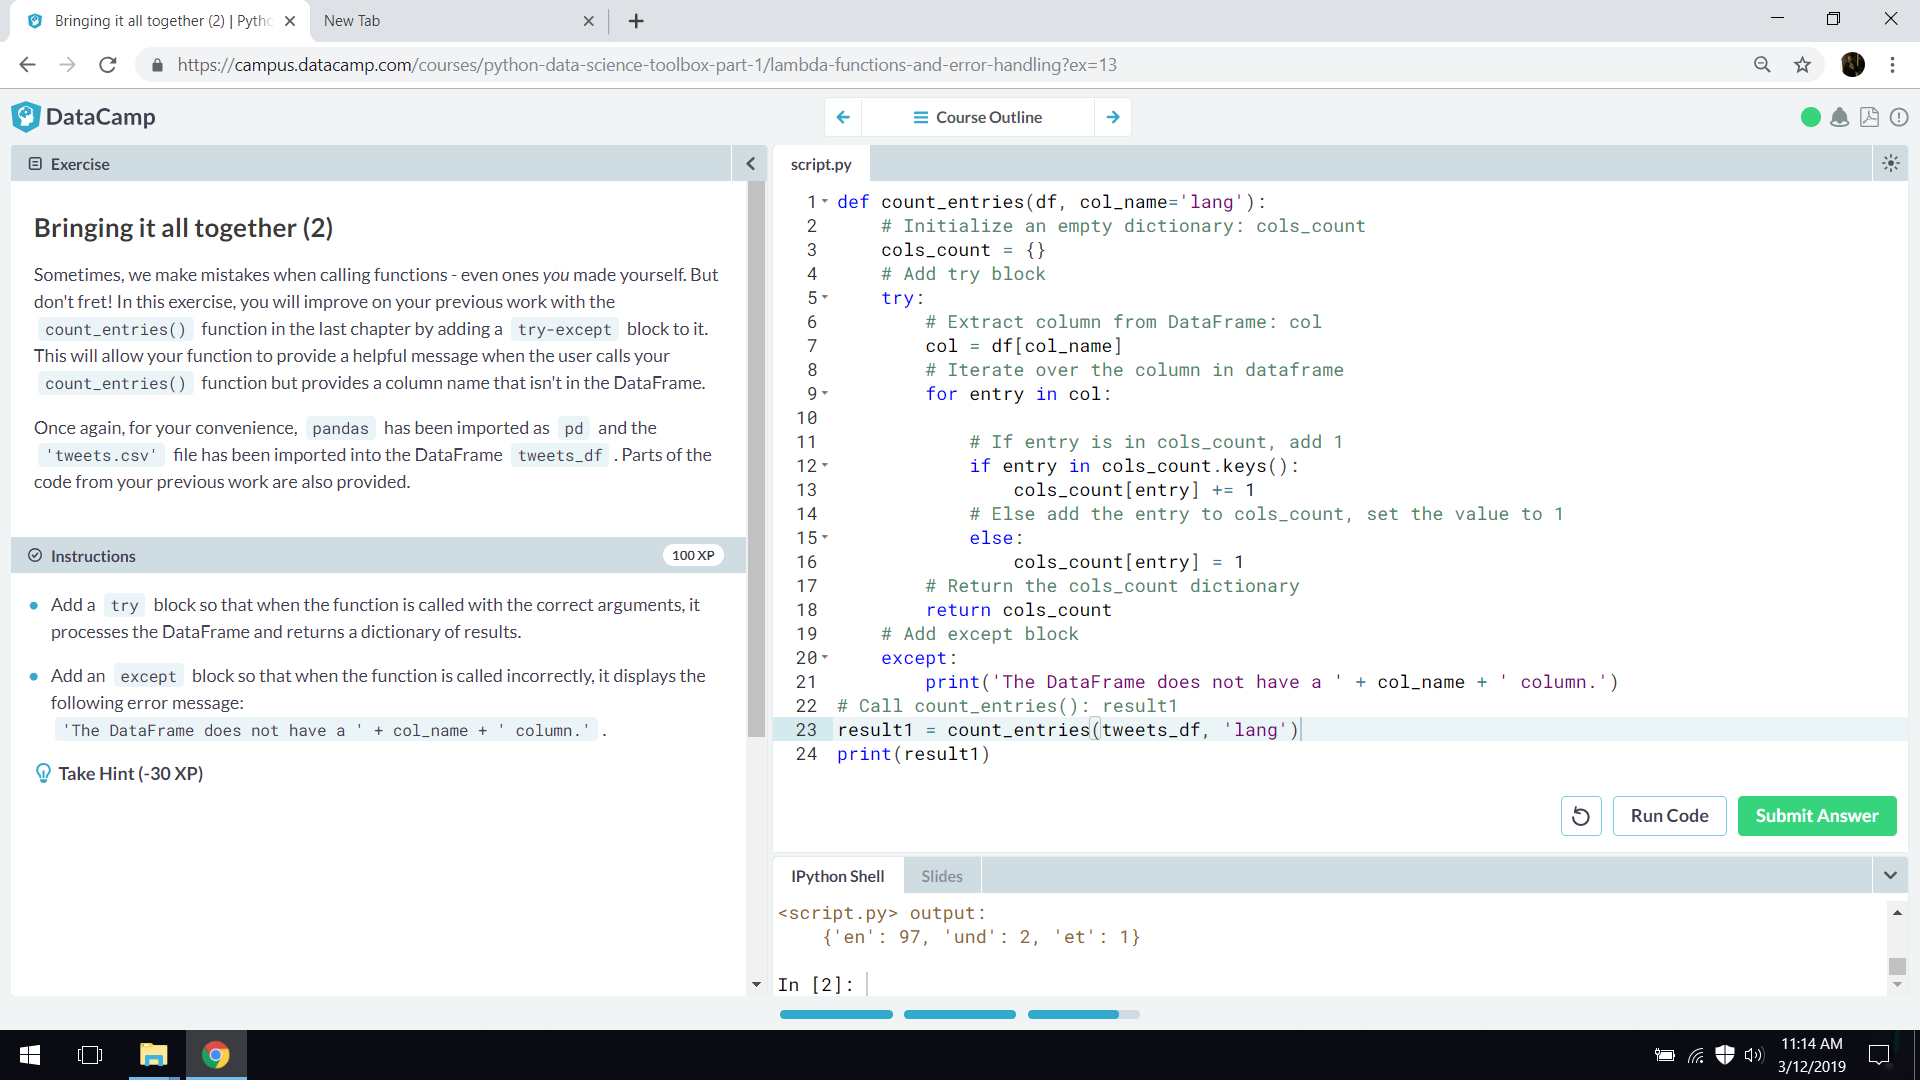 Bringing it all together (2) | Pytho
New Tab
https://campus.datacamp.com/courses/python-data-science-toolbox-part-1/lambda-functions-and-error-handling?ex=13
DataCamp
Course Outline
Exercise
Bringing it all together (2)
Sometimes, we make mistakes when calling functions - even ones you made yourself. But
don't fret! In this exercise, you will improve on your previous work with the
count_entries() function in the last chapter by adding a try-except block to it.
This will allow your function to provide a helpful message when the user calls your
count_entries() function but provides a column name that isn't in the DataFrame.
Once again, for your convenience, pandas has been imported as pd and the
'tweets.csv' file has been imported into the DataFrame tweets_df . Parts of the
code from your previous work are also provided.
Instructions
100 XP
Add a try block so that when the function is called with the correct arguments, it
processes the DataFrame and returns a dictionary of results.
Add an except block so that when the function is called incorrectly, it displays the
following error message:
'The DataFrame does not have a ' + col_name + ' column.' .
Take Hint (-30 XP)
script.py
1 def count_entries(df, col_name='lang'):
2 # Initialize an empty dictionary: cols_count
3 cols_count = {}
4 # Add try block
5 try:
6 # Extract column from DataFrame: col
7 col = df[col_name]
8 # Iterate over the column in dataframe
9 for entry in col:
10
11 # If entry is in cols_count, add 1
12 if entry in cols_count.keys():
13 cols_count[entry] += 1
14 # Else add the entry to cols_count, set the value to 1
15 else:
16 cols_count[entry] = 1
17 # Return the cols_count dictionary
18 return cols_count
19 # Add except block
20 except:
21 print('The DataFrame does not have a ' + col_name + ' column.')
22 # Call count_entries(): result1
23 result1 = count_entries(tweets_df, 'lang')
24 print(result1)
Run Code
Submit Answer
IPython Shell
Slides
<script.py> output:
{'en': 97, 'und': 2, 'et': 1}
In [2]:
11:14 AM
3/12/2019